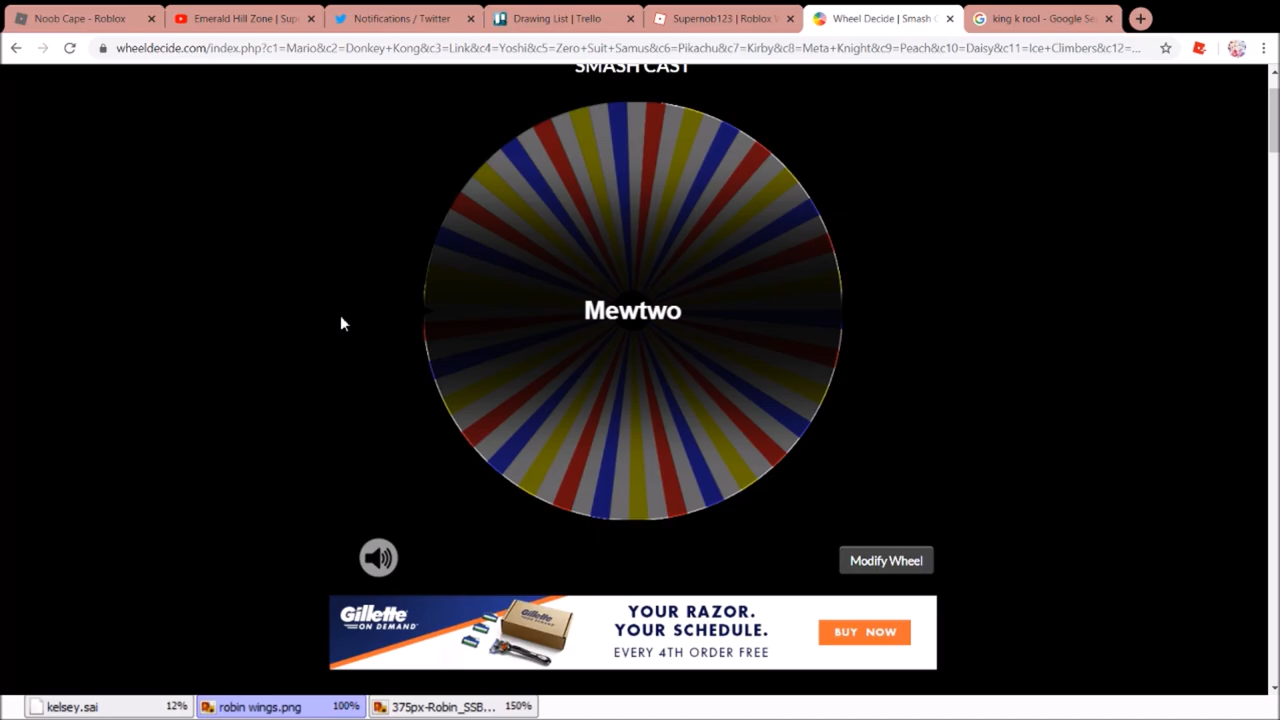 Noob Cape - Roblox
Emerald Hill Zone | Sup
Notifications / Twitter
Drawing List | Trello
Supernob123 | Roblox
Wheel Decide | Smash C
king k rool - Google Se
wheeldecide.com/index.php?c1=Mario&c2=Donkey+Kong&c3=Link&c4=Yoshi&c5=Zero+Suit+Samus&c6=Pikachu&c7=Kirby&c8=Meta+Knight&c9=Peach&c10=Daisy&c11=Ice+Climbers&c12=...
SMASH CAST
Mewtwo
Modify Wheel
Gillette
ON DEMAND
YOUR RAZOR.
YOUR SCHEDULE.
EVERY 4TH ORDER FREE
BUY NOW
kelsey.sai 12%
robin wings.png 100%
375px-Robin_SSB... 150%